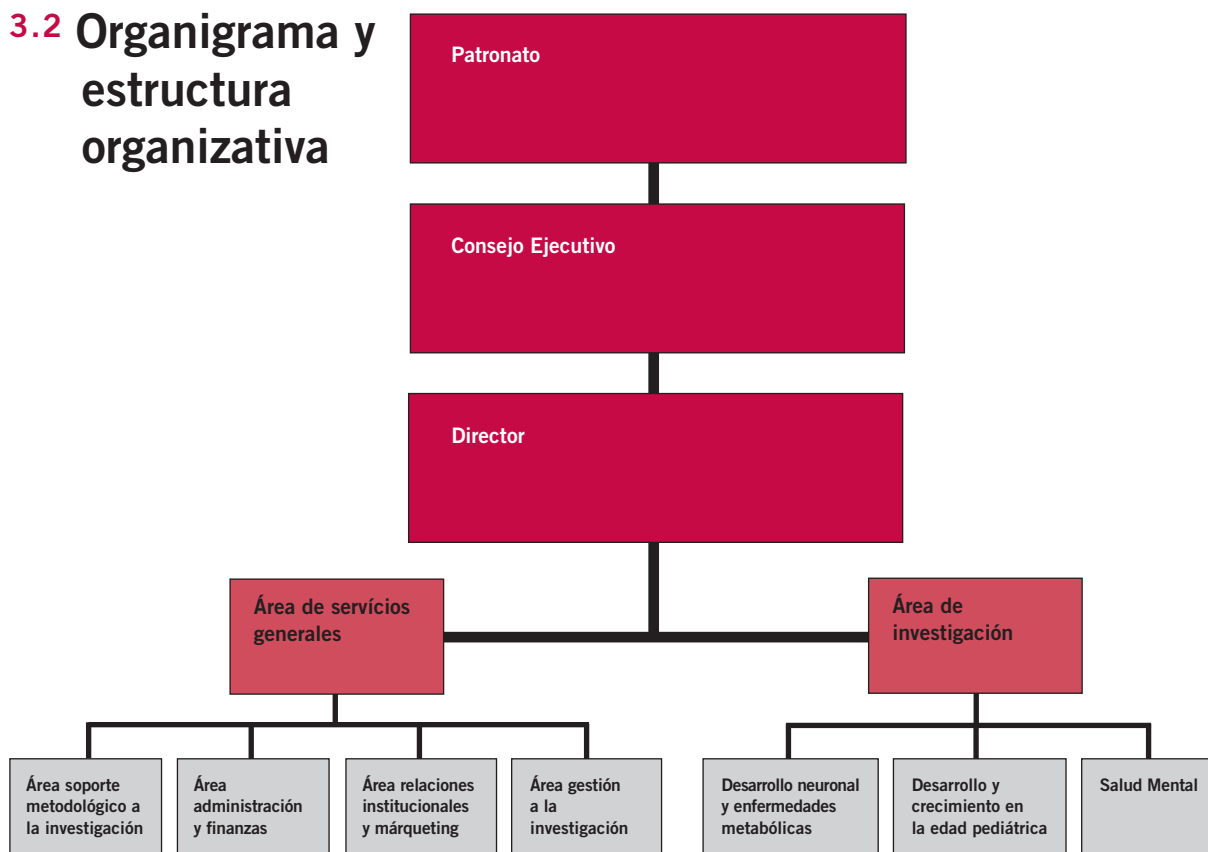 3.2 Organigrama y
estructura
organizativa
Patronato
Consejo Ejecutivo
Director
Área de servícios
generales
Área de
investigación
Área soporte
metodológico a
la investigación
Área
administración
y finanzas
Área relaciones
institucionales
y márqueting
Área gestión
a la
investigación
Desarrollo neuronal
y enfermedades
metabólicas
Desarrollo y
crecimiento en
la edad pediátrica
Salud Mental